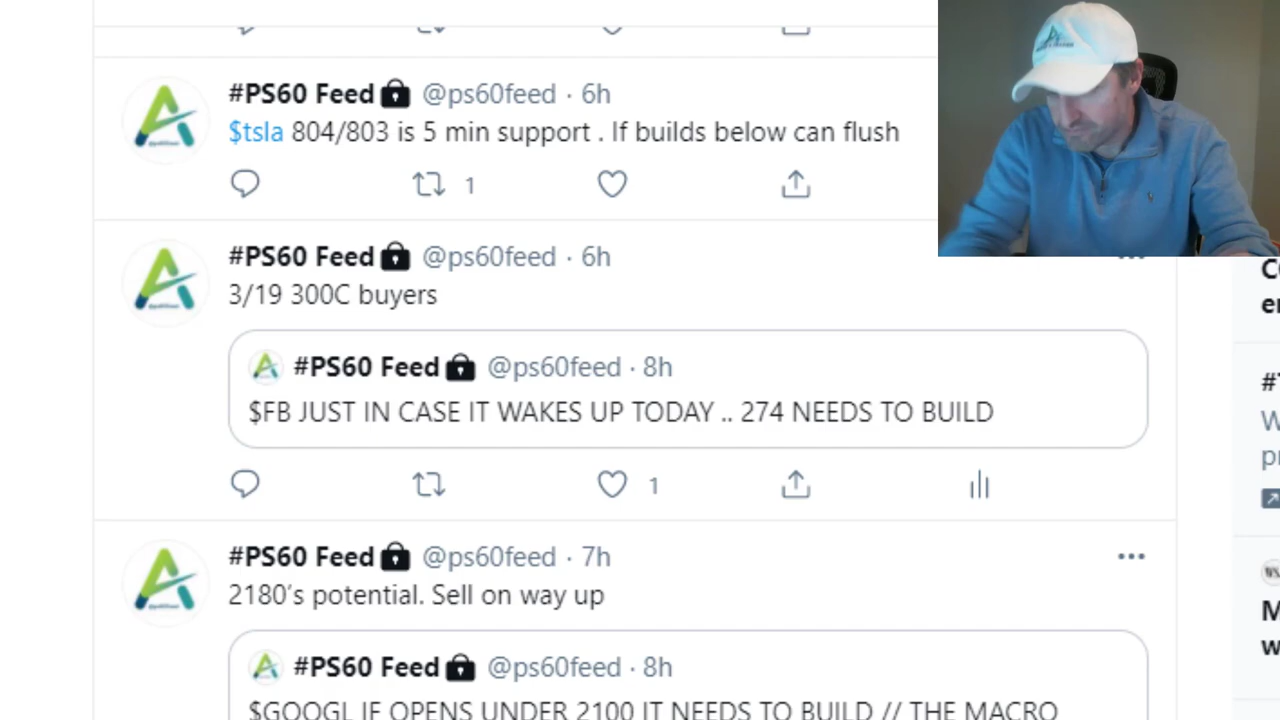 #PS60 Feed @ps60feed · 6h
$tsla 804/803 is 5 min support . If builds below can flush
1
#PS60 Feed @ps60feed · 6h
3/19 300C buyers
#PS60 Feed @ps60feed · 8h
$FB JUST IN CASE IT WAKES UP TODAY .. 274 NEEDS TO BUILD
1
#PS60 Feed @ps60feed · 7h
2180's potential. Sell on way up
#PS60 Feed @ps60feed · 8h
$GOOGL IF OPENS UNDER 2100 IT NEEDS TO BUILD // THE MACRO